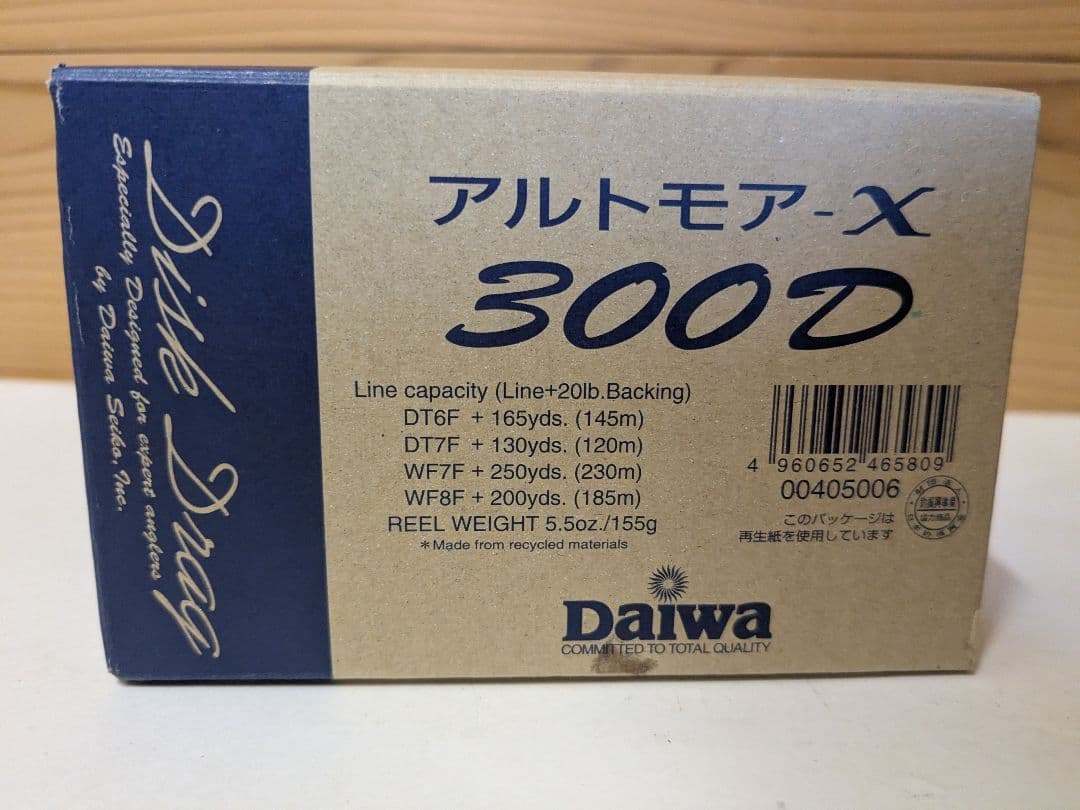 Disk Drag
Especially Designed for expert anglers
by Daiwa Seiko, Inc.
アルトモア-X
300D
Line capacity (Line+20lb.Backing)
DT6F + 165yds. (145m)
DT7F + 130yds. (120m)
WF7F + 250yds. (230m)
WF8F + 200yds. (185m)
REEL WEIGHT 5.5oz./155g
*Made from recycled materials
4 960652 465809
00405006
このパッケージは
再生紙を使用しています
Daiwa
COMMITTED TO TOTAL QUALITY